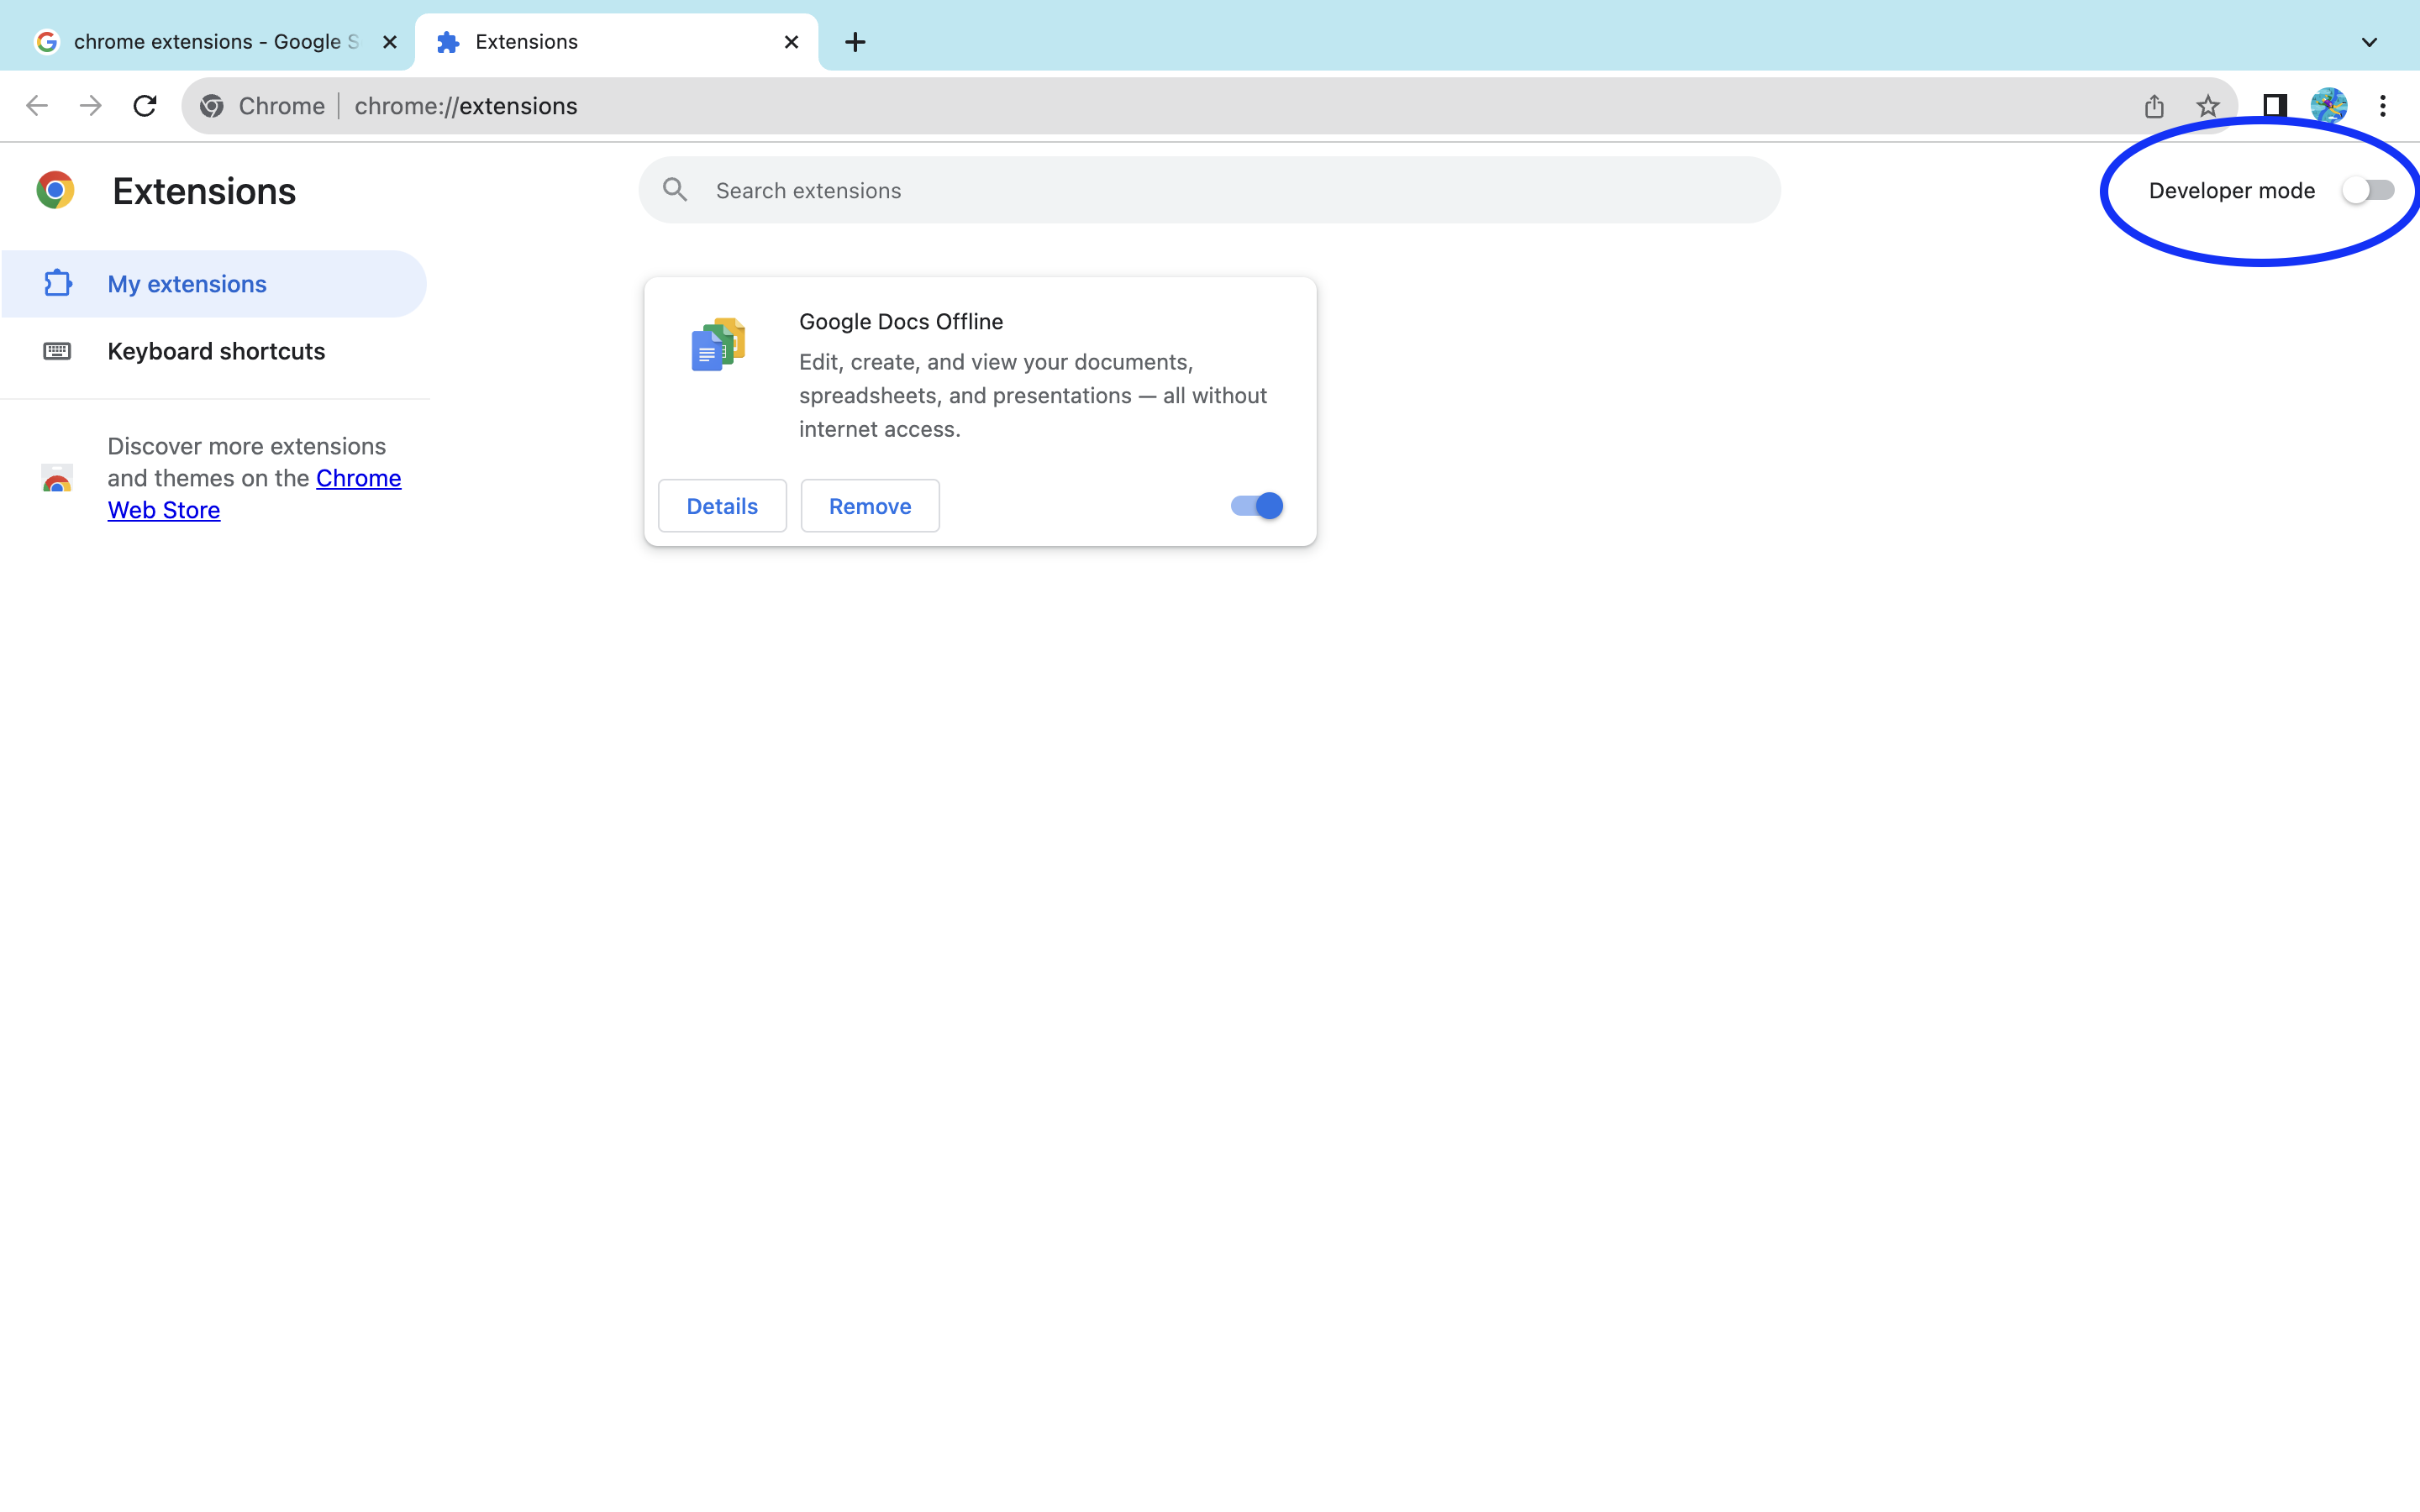 chrome extensions - Google S
Extensions
Chrome | chrome://extensions
Extensions
Search extensions
Developer mode
My extensions
Keyboard shortcuts
Discover more extensions
and themes on the Chrome
Web Store
Google Docs Offline
Edit, create, and view your documents,
spreadsheets, and presentations — all without
internet access.
Details
Remove